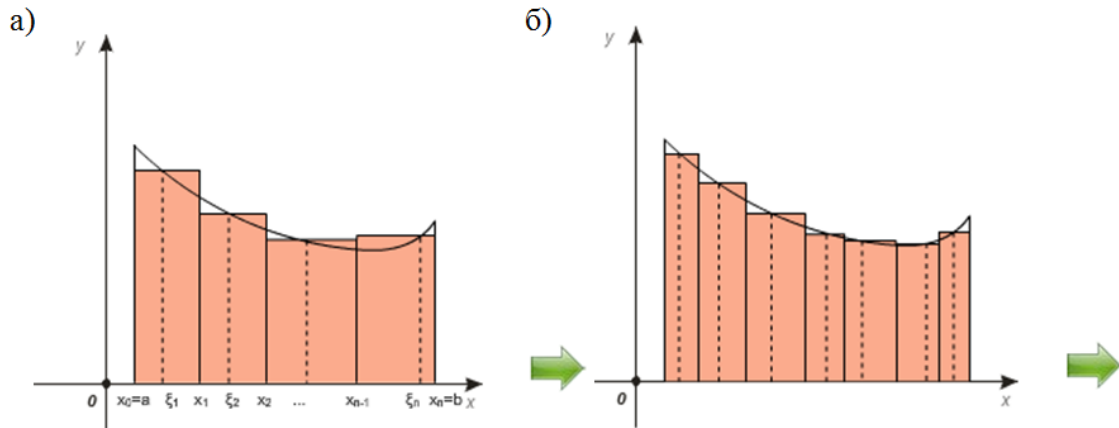 а)
б)
y
y
0 x₀=a ξ₁ x₁ ξ₂ x₂ ... xₙ₋₁ ξₙ xₙ=b x
0 x